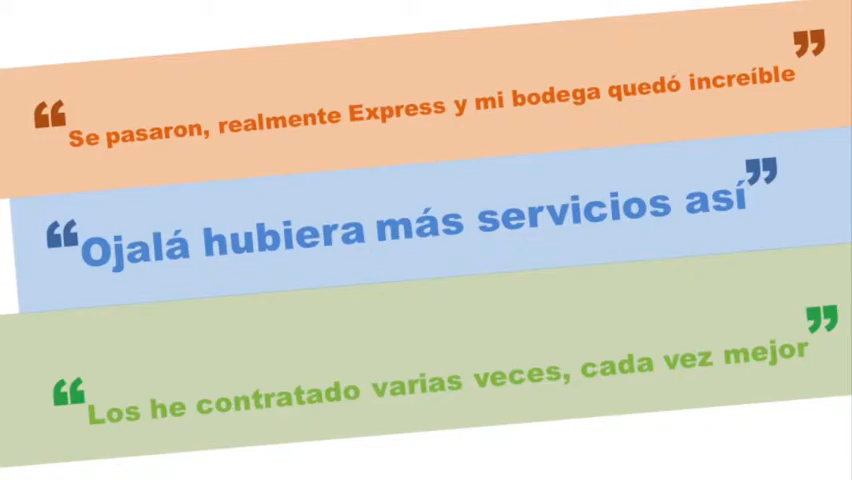 “Se pasaron, realmente Express y mi bodega quedó increíble”
“Ojalá hubiera más servicios así”
“Los he contratado varias veces, cada vez mejor”